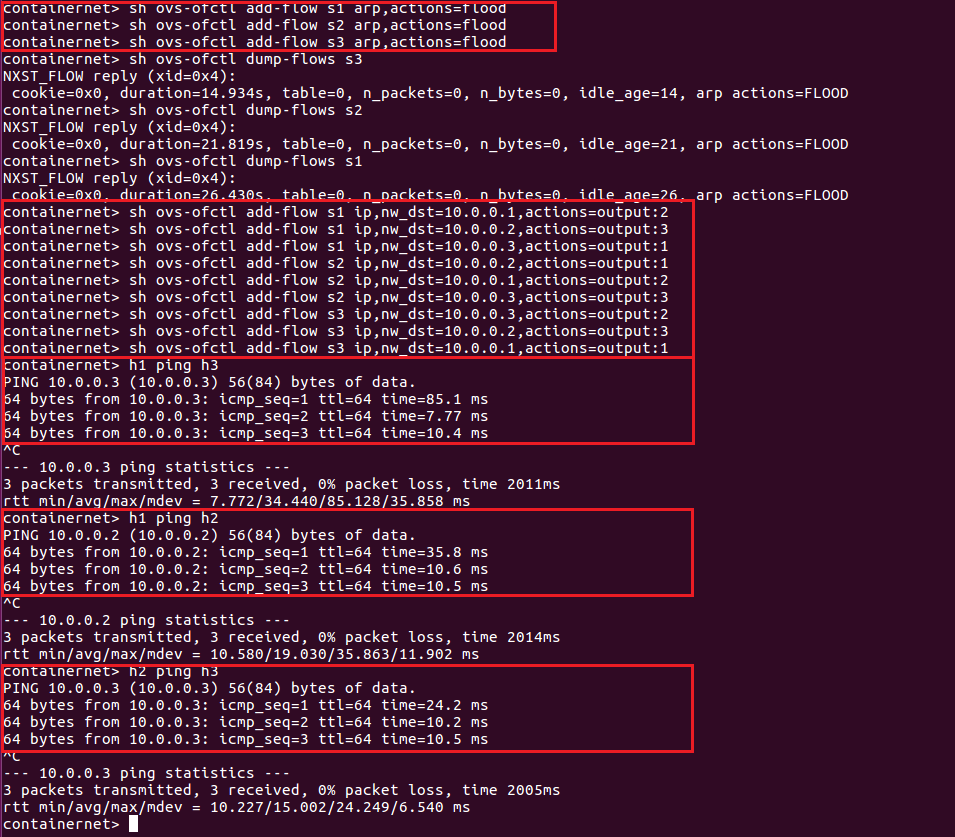 containernet> sh ovs-ofctl add-flow s1 arp,actions=flood
containernet> sh ovs-ofctl add-flow s2 arp,actions=flood
containernet> sh ovs-ofctl add-flow s3 arp,actions=flood
containernet> sh ovs-ofctl dump-flows s3
NXST_FLOW reply (xid=0x4):
 cookie=0x0, duration=14.934s, table=0, n_packets=0, n_bytes=0, idle_age=14, arp actions=FLOOD
containernet> sh ovs-ofctl dump-flows s2
NXST_FLOW reply (xid=0x4):
 cookie=0x0, duration=21.819s, table=0, n_packets=0, n_bytes=0, idle_age=21, arp actions=FLOOD
containernet> sh ovs-ofctl dump-flows s1
NXST_FLOW reply (xid=0x4):
 cookie=0x0, duration=26.430s, table=0, n_packets=0, n_bytes=0, idle_age=26, arp actions=FLOOD
containernet> sh ovs-ofctl add-flow s1 ip,nw_dst=10.0.0.1,actions=output:2
containernet> sh ovs-ofctl add-flow s1 ip,nw_dst=10.0.0.2,actions=output:3
containernet> sh ovs-ofctl add-flow s1 ip,nw_dst=10.0.0.3,actions=output:1
containernet> sh ovs-ofctl add-flow s2 ip,nw_dst=10.0.0.2,actions=output:1
containernet> sh ovs-ofctl add-flow s2 ip,nw_dst=10.0.0.1,actions=output:2
containernet> sh ovs-ofctl add-flow s2 ip,nw_dst=10.0.0.3,actions=output:3
containernet> sh ovs-ofctl add-flow s3 ip,nw_dst=10.0.0.3,actions=output:2
containernet> sh ovs-ofctl add-flow s3 ip,nw_dst=10.0.0.2,actions=output:3
containernet> sh ovs-ofctl add-flow s3 ip,nw_dst=10.0.0.1,actions=output:1
containernet> h1 ping h3
PING 10.0.0.3 (10.0.0.3) 56(84) bytes of data.
64 bytes from 10.0.0.3: icmp_seq=1 ttl=64 time=85.1 ms
64 bytes from 10.0.0.3: icmp_seq=2 ttl=64 time=7.77 ms
64 bytes from 10.0.0.3: icmp_seq=3 ttl=64 time=10.4 ms
^C
--- 10.0.0.3 ping statistics ---
3 packets transmitted, 3 received, 0% packet loss, time 2011ms
rtt min/avg/max/mdev = 7.772/34.440/85.128/35.858 ms
containernet> h1 ping h2
PING 10.0.0.2 (10.0.0.2) 56(84) bytes of data.
64 bytes from 10.0.0.2: icmp_seq=1 ttl=64 time=35.8 ms
64 bytes from 10.0.0.2: icmp_seq=2 ttl=64 time=10.6 ms
64 bytes from 10.0.0.2: icmp_seq=3 ttl=64 time=10.5 ms
^C
--- 10.0.0.2 ping statistics ---
3 packets transmitted, 3 received, 0% packet loss, time 2014ms
rtt min/avg/max/mdev = 10.580/19.030/35.863/11.902 ms
containernet> h2 ping h3
PING 10.0.0.3 (10.0.0.3) 56(84) bytes of data.
64 bytes from 10.0.0.3: icmp_seq=1 ttl=64 time=24.2 ms
64 bytes from 10.0.0.3: icmp_seq=2 ttl=64 time=10.2 ms
64 bytes from 10.0.0.3: icmp_seq=3 ttl=64 time=10.5 ms
^C
--- 10.0.0.3 ping statistics ---
3 packets transmitted, 3 received, 0% packet loss, time 2005ms
rtt min/avg/max/mdev = 10.227/15.002/24.249/6.540 ms
containernet>